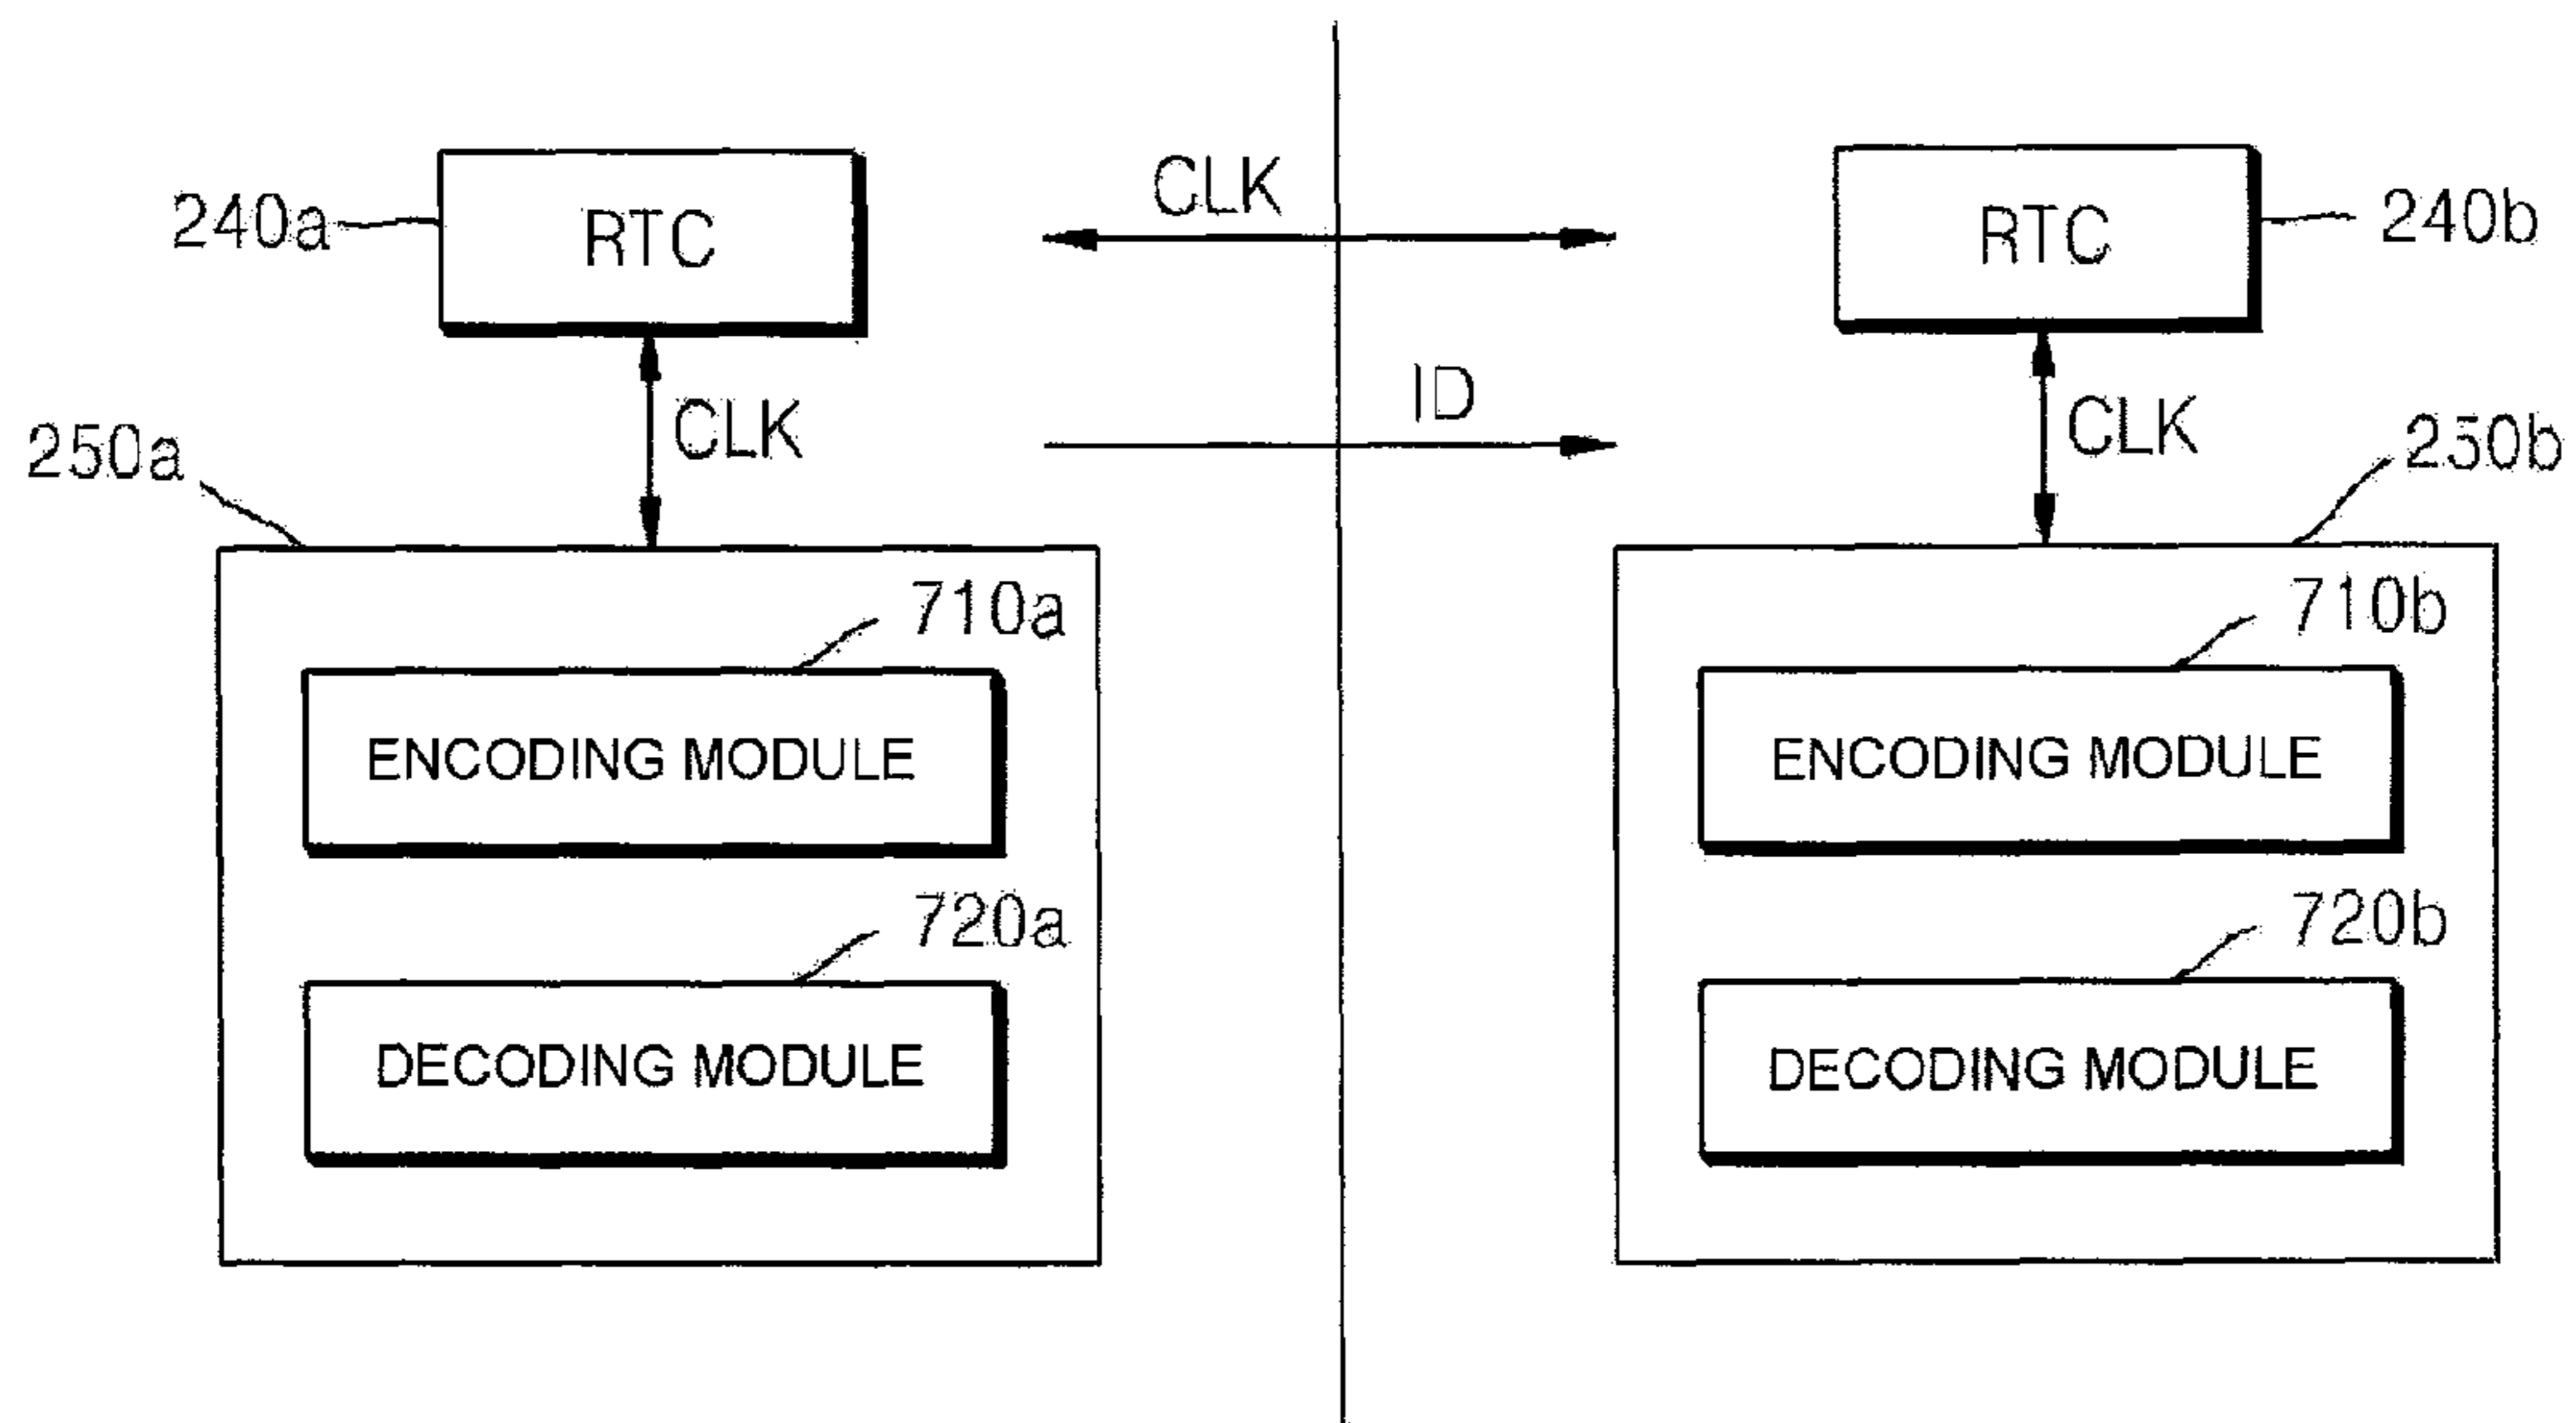 CLK
240a
RTC
RTC
240b
ID
CLK
CLK
250a
250b
710a
710b
ENCODING MODULE
ENCODING MODULE
720a
720b
DECODING MODULE
DECODING MODULE